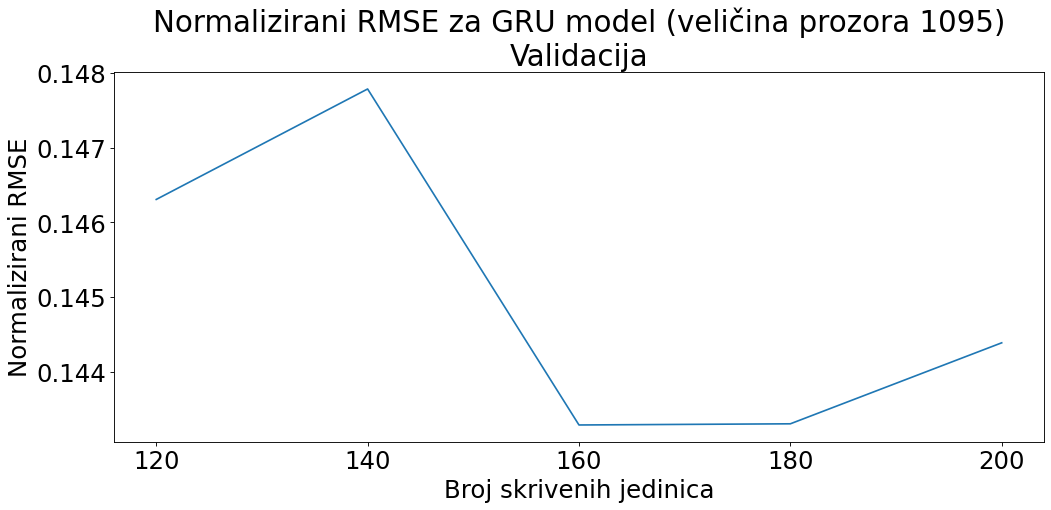 Normalizirani RMSE za GRU model (veličina prozora 1095)
Validacija
0.148
0.147
0.146
0.145
0.144
Normalizirani RMSE
120 140 160 180 200
Broj skrivenih jedinica